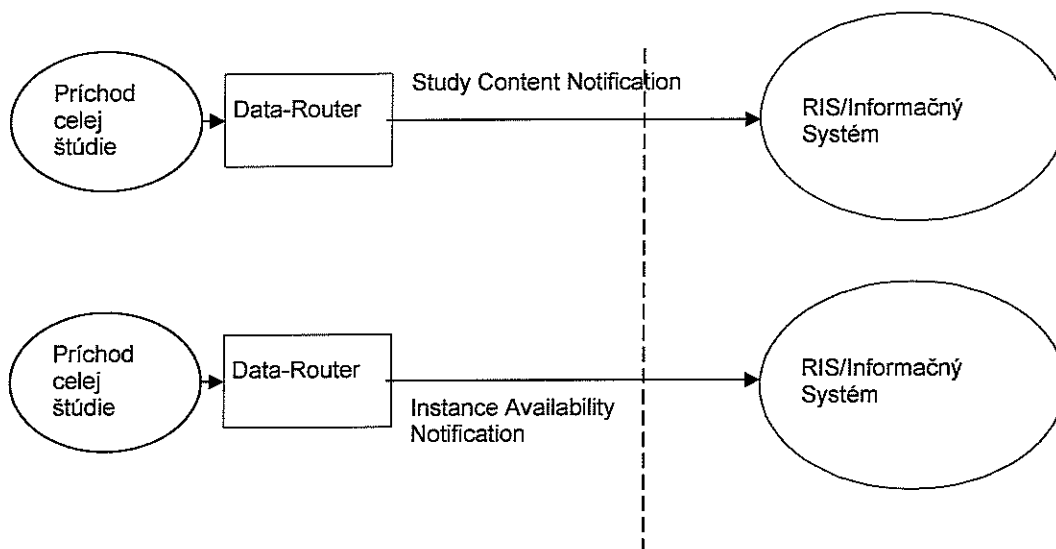 Príchod
celej
štúdie
Data-Router
Study Content Notification
RIS/Informačný
Systém
Príchod
celej
štúdie
Data-Router
Instance Availability
Notification
RIS/Informačný
Systém